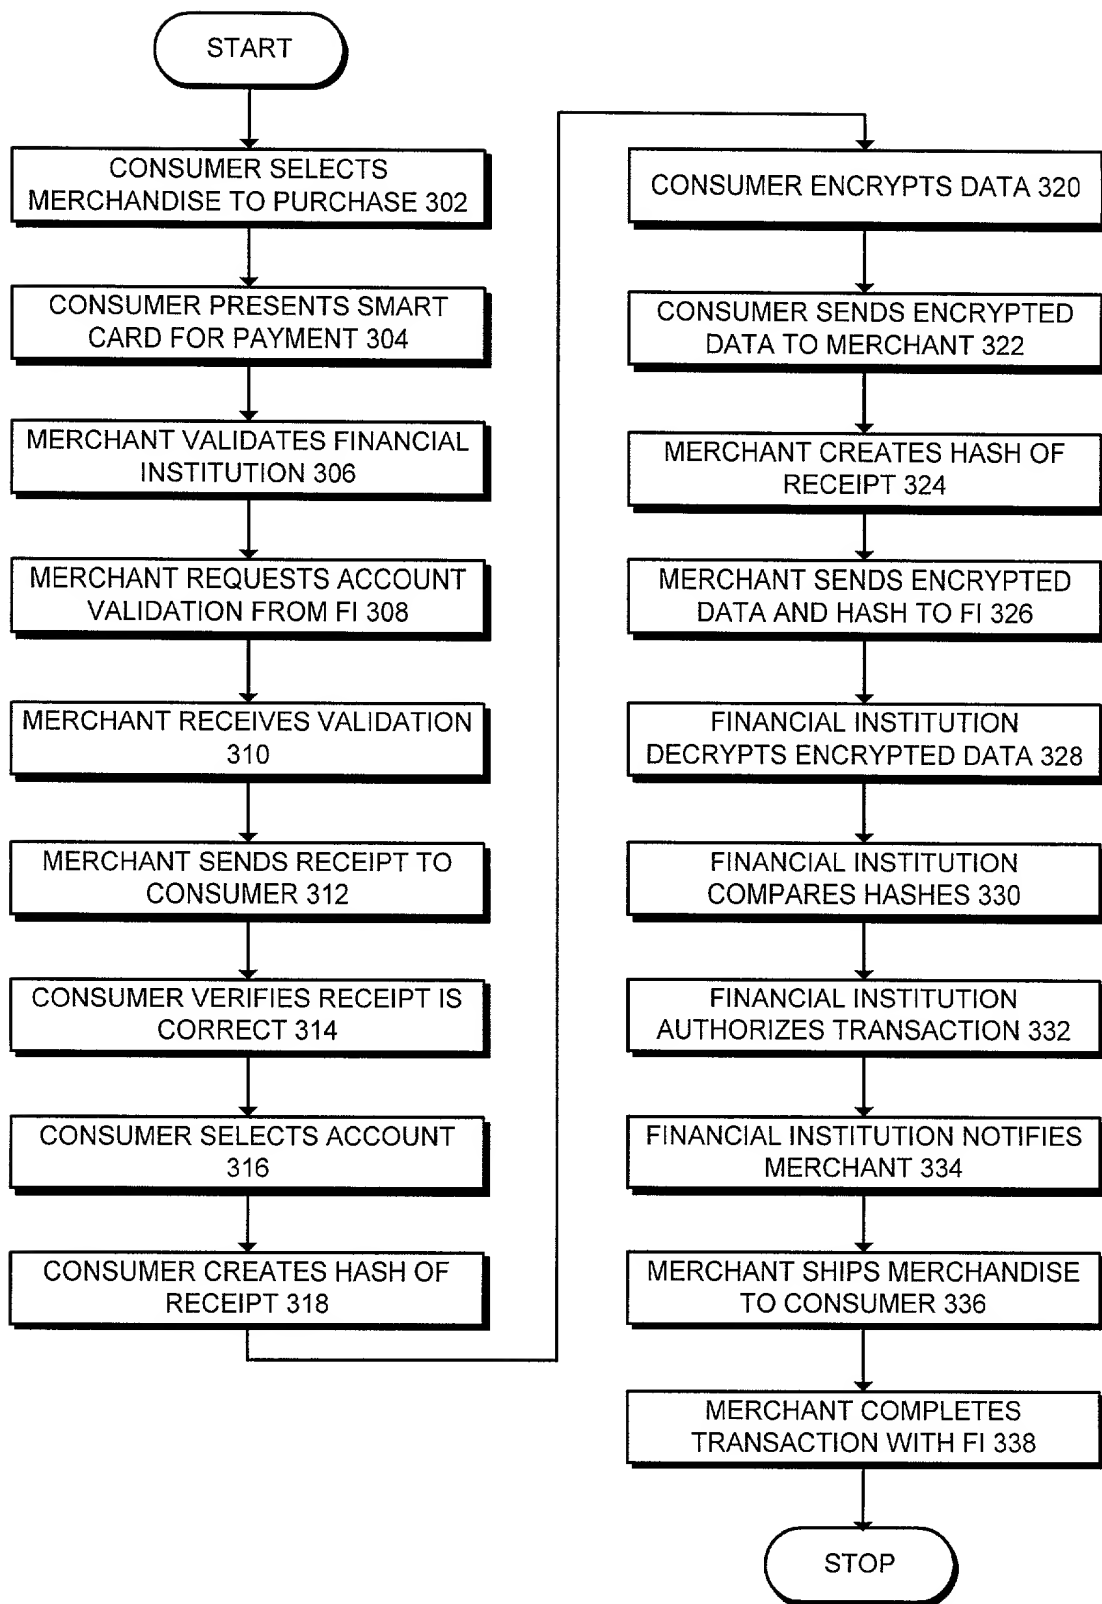 START
CONSUMER SELECTS
MERCHANDISE TO PURCHASE 302
CONSUMER PRESENTS SMART
CARD FOR PAYMENT 304
MERCHANT VALIDATES FINANCIAL
INSTITUTION 306
MERCHANT REQUESTS ACCOUNT
VALIDATION FROM FI 308
MERCHANT RECEIVES VALIDATION
310
MERCHANT SENDS RECEIPT TO
CONSUMER 312
CONSUMER VERIFIES RECEIPT IS
CORRECT 314
CONSUMER SELECTS ACCOUNT
316
CONSUMER CREATES HASH OF
RECEIPT 318
CONSUMER ENCRYPTS DATA 320
CONSUMER SENDS ENCRYPTED
DATA TO MERCHANT 322
MERCHANT CREATES HASH OF
RECEIPT 324
MERCHANT SENDS ENCRYPTED
DATA AND HASH TO FI 326
FINANCIAL INSTITUTION
DECRYPTS ENCRYPTED DATA 328
FINANCIAL INSTITUTION
COMPARES HASHES 330
FINANCIAL INSTITUTION
AUTHORIZES TRANSACTION 332
FINANCIAL INSTITUTION NOTIFIES
MERCHANT 334
MERCHANT SHIPS MERCHANDISE
TO CONSUMER 336
MERCHANT COMPLETES
TRANSACTION WITH FI 338
STOP